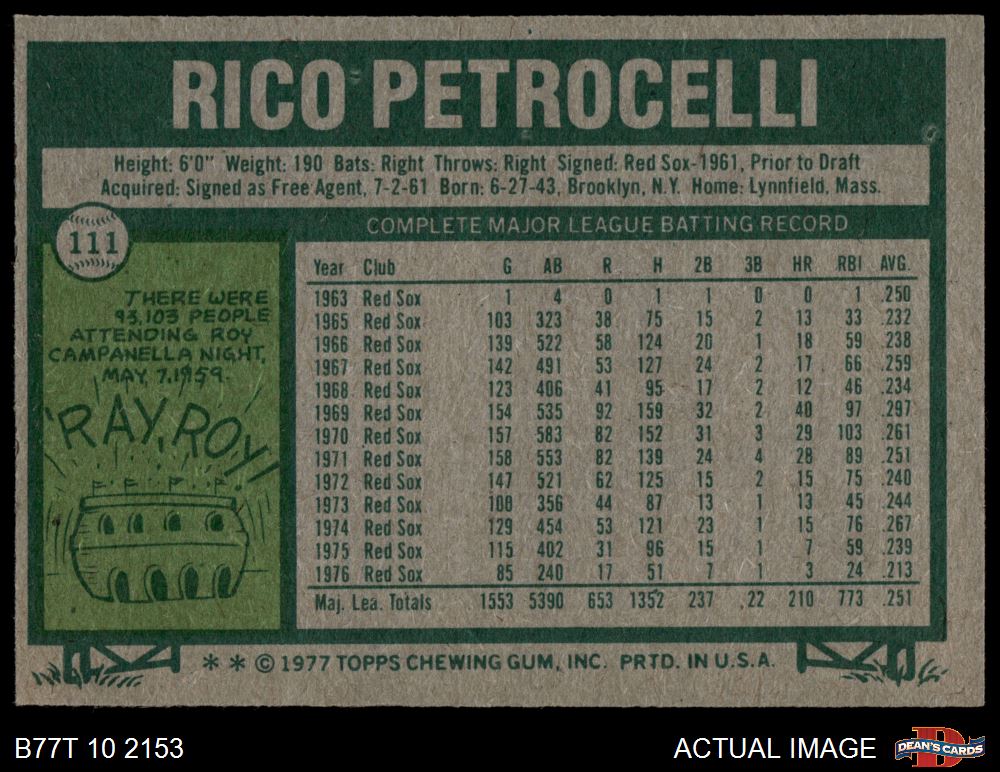 RICO PETROCELLI
Height: 6'0" Weight: 190 Bats: Right Throws: Right Signed: Red Sox-1961, Prior to Draft
Acquired: Signed as Free Agent, 7-2-61 Born: 6-27-43, Brooklyn, N.Y. Home: Lynnfield, Mass.
111
THERE WERE
93,103 PEOPLE
ATTENDING ROY
CAMPANELLA NIGHT,
MAY, 7, 1959.
'RAY, ROY!
COMPLETE MAJOR LEAGUE BATTING RECORD
Year Club G AB R H 2B 3B HR RBI AVG.
1963 Red Sox 1 4 0 1 1 0 0 1 .250
1965 Red Sox 103 323 38 75 15 2 13 33 .232
1966 Red Sox 139 522 58 124 20 1 18 59 .238
1967 Red Sox 142 491 53 127 24 2 17 66 .259
1968 Red Sox 123 406 41 95 17 2 12 46 .234
1969 Red Sox 154 535 92 159 32 2 40 97 .297
1970 Red Sox 157 583 82 152 31 3 29 103 .261
1971 Red Sox 158 553 82 139 24 4 28 89 .251
1972 Red Sox 147 521 62 125 15 2 15 75 .240
1973 Red Sox 100 356 44 87 13 1 13 45 .244
1974 Red Sox 129 454 53 121 23 1 15 76 .267
1975 Red Sox 115 402 31 96 15 1 7 59 .239
1976 Red Sox 85 240 17 51 7 1 3 24 .213
Maj. Lea. Totals 1553 5390 653 1352 237 22 210 773 .251
* * © 1977 TOPPS CHEWING GUM, INC. PRTD. IN U.S.A.
B77T 10 2153
ACTUAL IMAGE
D
DEAN'S CARDS